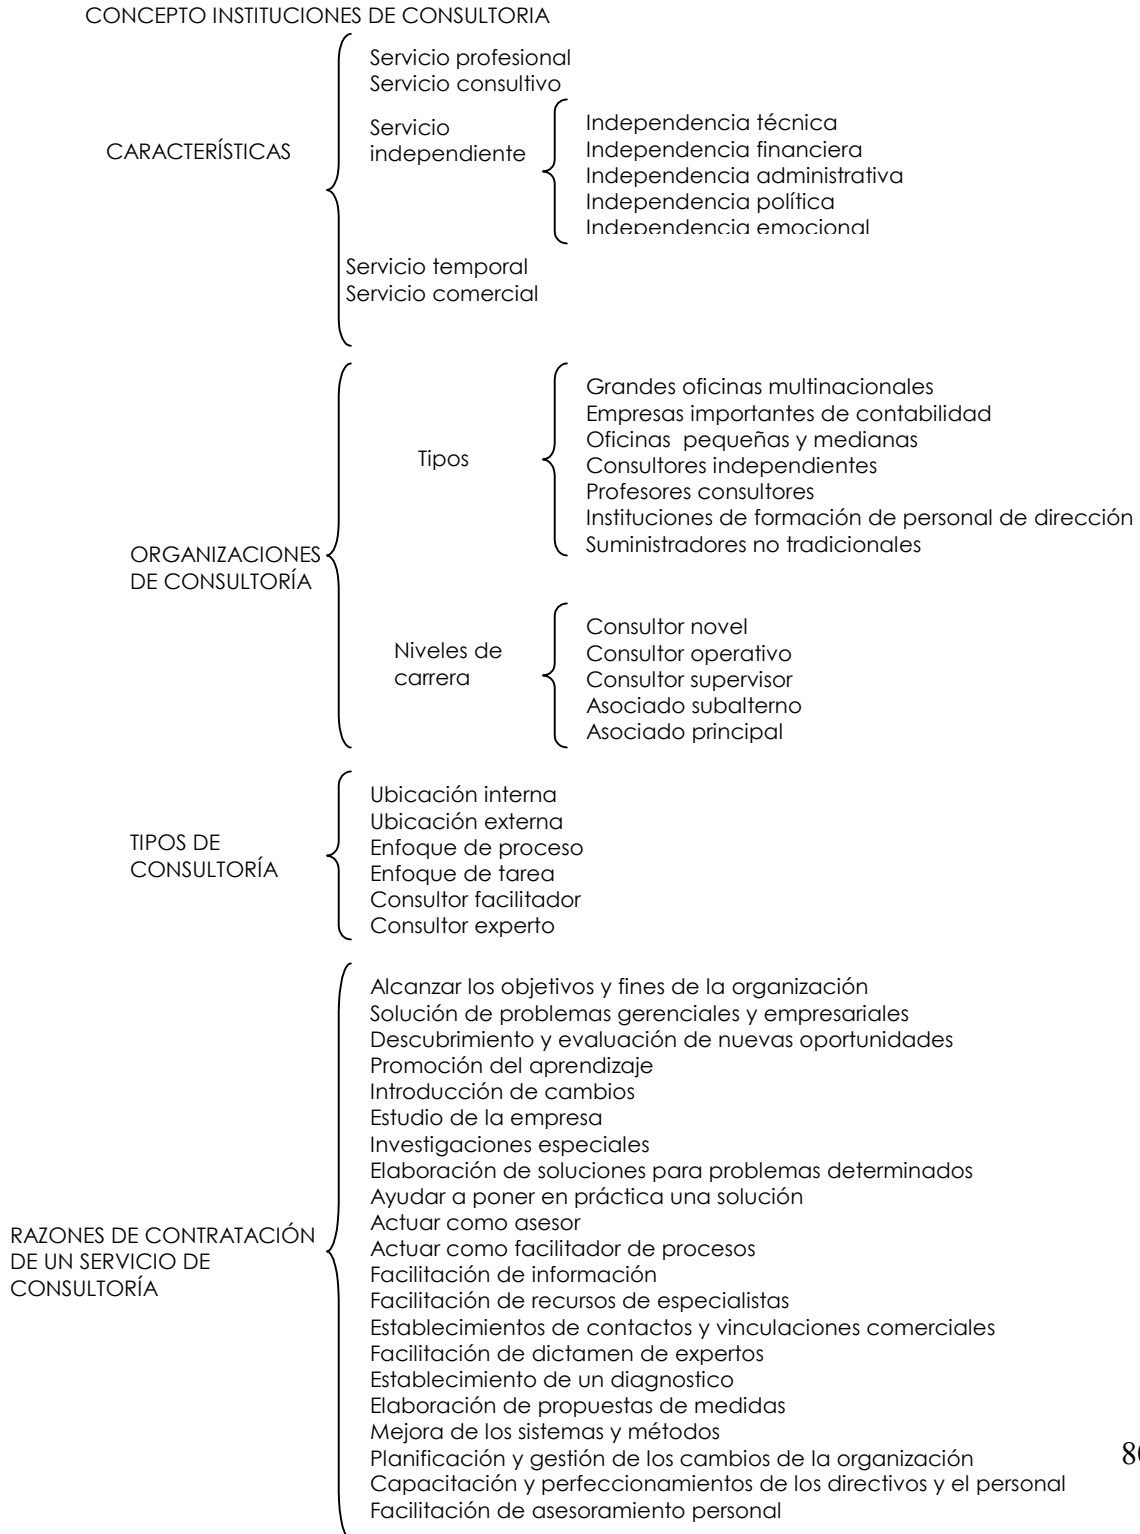 CONCEPTO INSTITUCIONES DE CONSULTORIA
CARACTERÍSTICAS
Servicio profesional
Servicio consultivo
Servicio
independiente
Independencia técnica
Independencia financiera
Independencia administrativa
Independencia política
Independencia emocional
Servicio temporal
Servicio comercial
ORGANIZACIONES
DE CONSULTORÍA
Tipos
Grandes oficinas multinacionales
Empresas importantes de contabilidad
Oficinas pequeñas y medianas
Consultores independientes
Profesores consultores
Instituciones de formación de personal de dirección
Suministradores no tradicionales
Niveles de
carrera
Consultor novel
Consultor operativo
Consultor supervisor
Asociado subalterno
Asociado principal
TIPOS DE
CONSULTORÍA
Ubicación interna
Ubicación externa
Enfoque de proceso
Enfoque de tarea
Consultor facilitador
Consultor experto
RAZONES DE CONTRATACIÓN
DE UN SERVICIO DE
CONSULTORÍA
Alcanzar los objetivos y fines de la organización
Solución de problemas gerenciales y empresariales
Descubrimiento y evaluación de nuevas oportunidades
Promoción del aprendizaje
Introducción de cambios
Estudio de la empresa
Investigaciones especiales
Elaboración de soluciones para problemas determinados
Ayudar a poner en práctica una solución
Actuar como asesor
Actuar como facilitador de procesos
Facilitación de información
Facilitación de recursos de especialistas
Establecimientos de contactos y vinculaciones comerciales
Facilitación de dictamen de expertos
Establecimiento de un diagnostico
Elaboración de propuestas de medidas
Mejora de los sistemas y métodos
Planificación y gestión de los cambios de la organización
Capacitación y perfeccionamientos de los directivos y el personal
Facilitación de asesoramiento personal